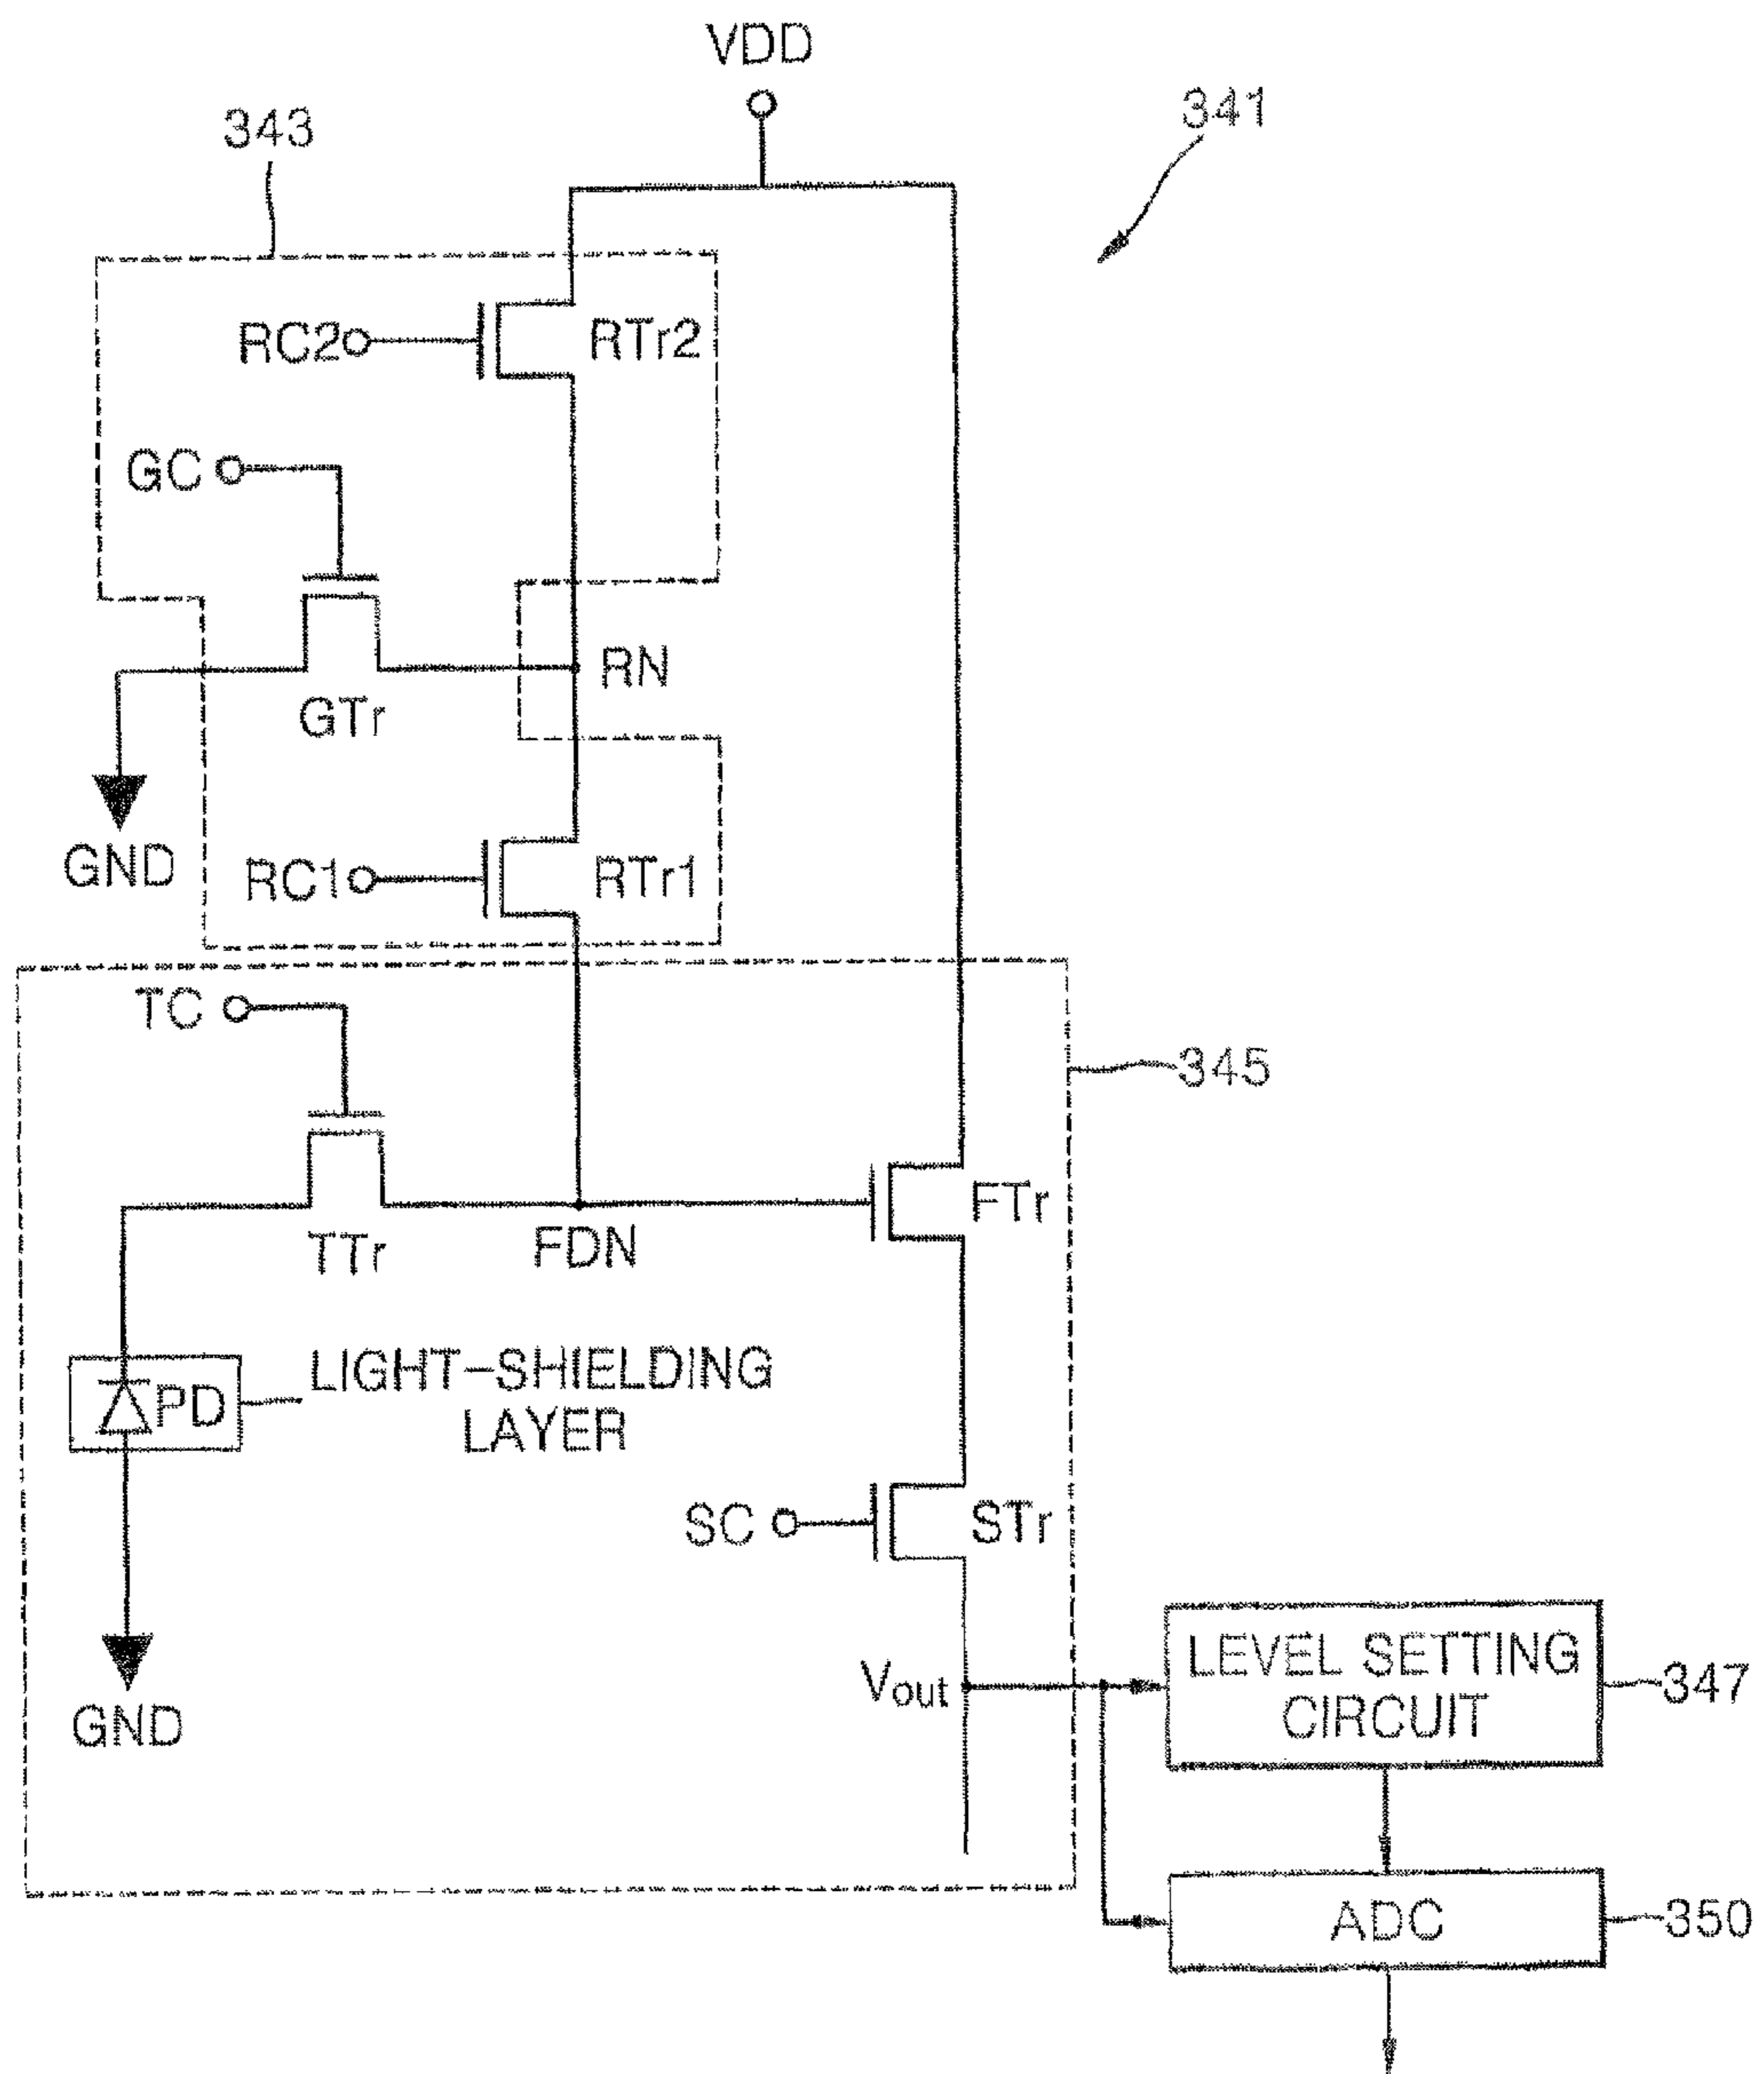 VDD
343
341
RC2
RTr2
GC
RN
GTr
GND
RC1
RTr1
TC
345
FTr
TTr
FDN
LIGHT-SHIELDING
LAYER
PD
SC
STr
LEVEL SETTING
CIRCUIT
Vout
347
GND
ADC
350